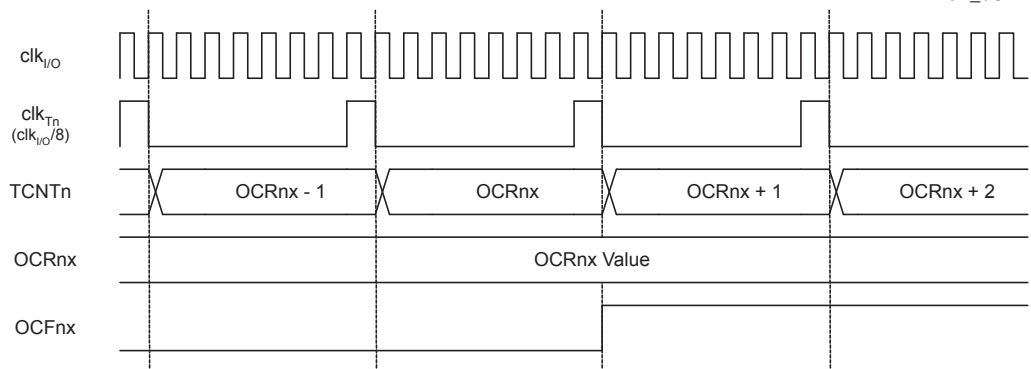 clkI/O
clkTn
(clkI/O/8)
TCNTn OCRnx - 1 OCRnx OCRnx + 1 OCRnx + 2
OCRnx OCRnx Value
OCFnx